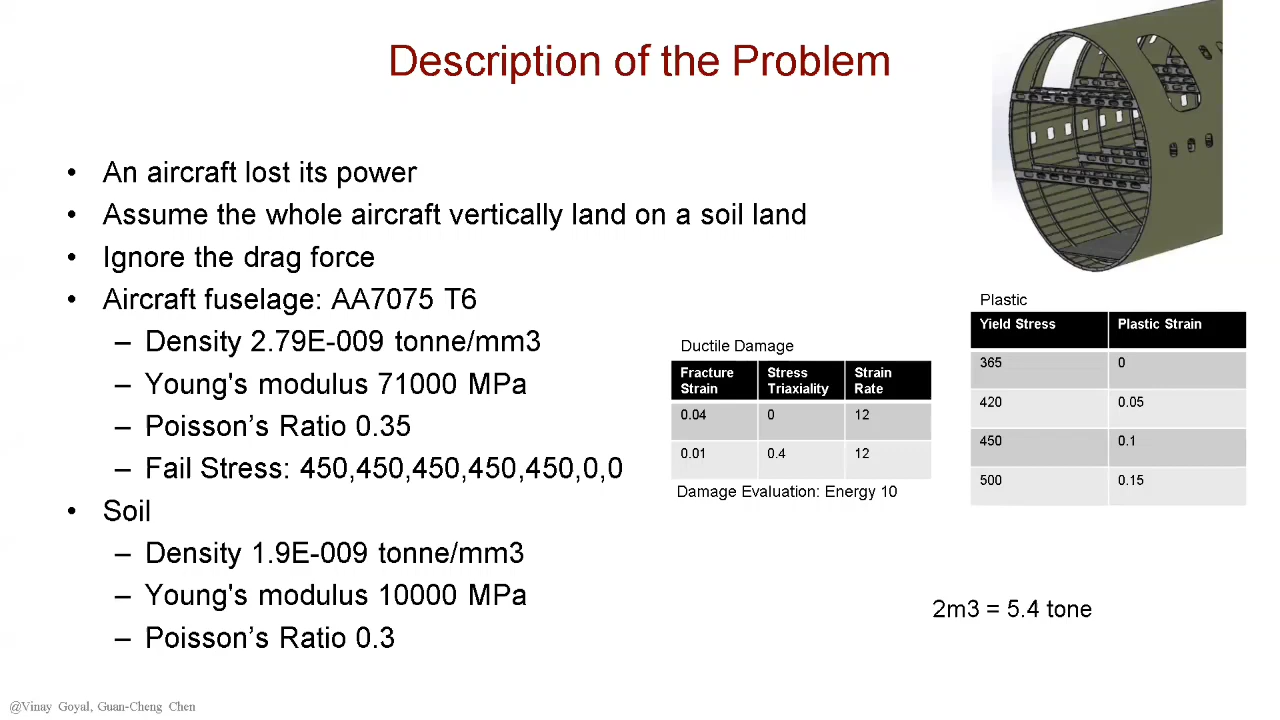 Description of the Problem
• An aircraft lost its power
• Assume the whole aircraft vertically land on a soil land
• Ignore the drag force
• Aircraft fuselage: AA7075 T6
– Density 2.79E-009 tonne/mm3
– Young's modulus 71000 MPa
– Poisson’s Ratio 0.35
– Fail Stress: 450,450,450,450,450,0,0
• Soil
– Density 1.9E-009 tonne/mm3
– Young's modulus 10000 MPa
– Poisson’s Ratio 0.3
Ductile Damage
Fracture Strain Stress Triaxiality Strain Rate
0.04 0 12
0.01 0.4 12
Damage Evaluation: Energy 10
Plastic
Yield Stress Plastic Strain
365 0
420 0.05
450 0.1
500 0.15
2m3 = 5.4 tone
@Vinay Goyal, Guan-Cheng Chen